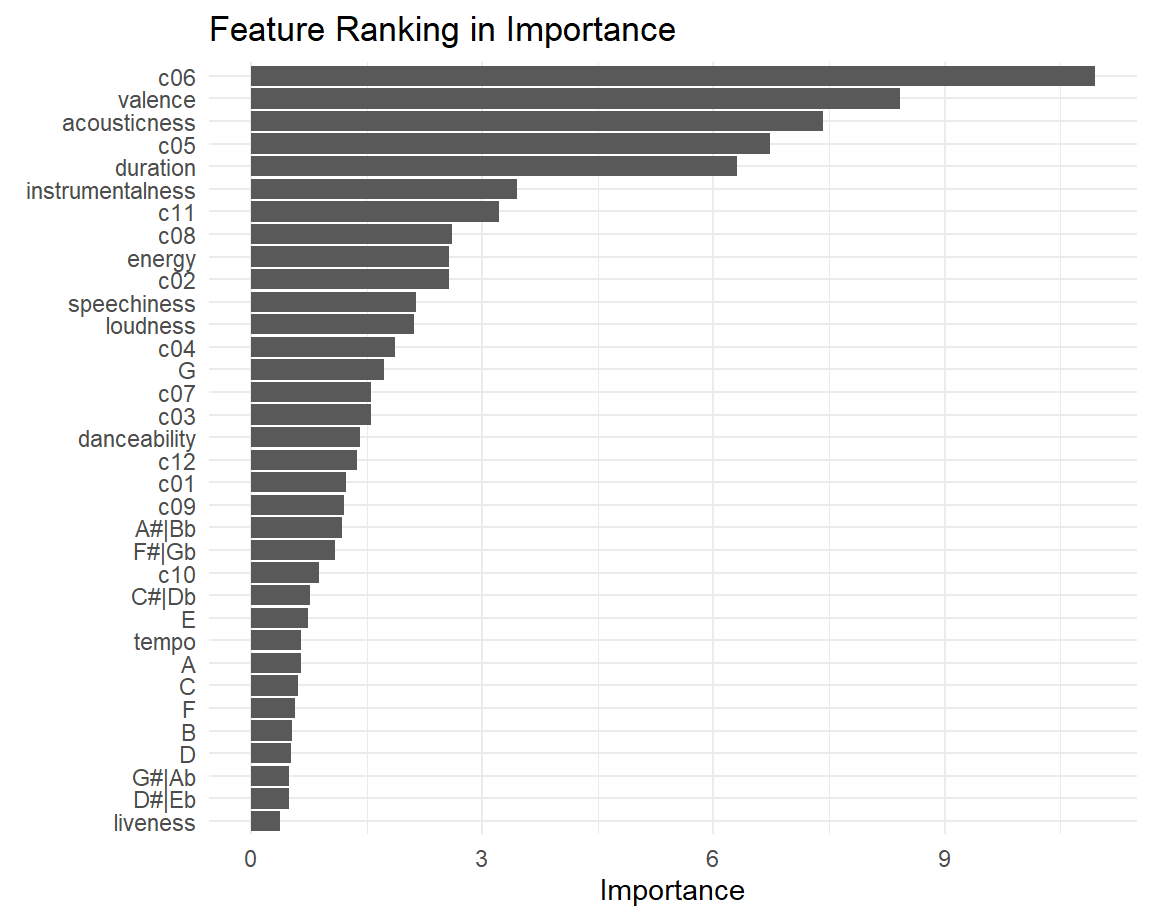 Feature Ranking in Importance
c06
valence
acousticness
c05
duration
instrumentalness
c11
c08
energy
c02
speechiness
loudness
c04
G
c07
c03
danceability
c12
c01
c09
A#|Bb
F#|Gb
c10
C#|Db
E
tempo
A
C
F
B
D
G#|Ab
D#|Eb
liveness
0 3 6 9
Importance